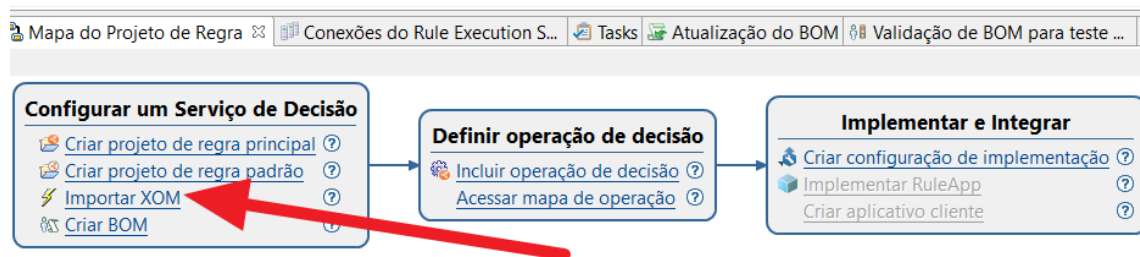 Mapa do Projeto de Regra
Conexões do Rule Execution S...
Tasks
Atualização do BOM
Validação de BOM para teste ...
Configurar um Serviço de Decisão
Criar projeto de regra principal
Criar projeto de regra padrão
Importar XOM
Criar BOM
Definir operação de decisão
Incluir operação de decisão
Acessar mapa de operação
Implementar e Integrar
Criar configuração de implementação
Implementar RuleApp
Criar aplicativo cliente